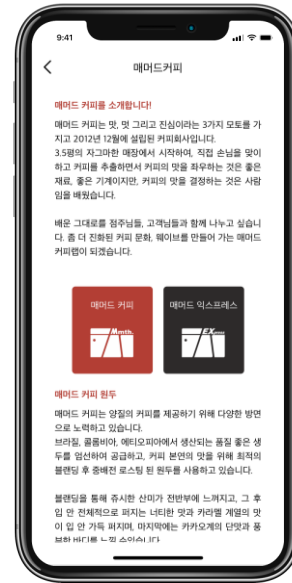 9:41
매머드커피
매머드 커피를 소개합니다!
매머드 커피는 맛, 멋 그리고 진심이라는 3가지 모토를 가
지고 2012년 12월에 설립된 커피회사입니다.
3.5평의 자그마한 매장에서 시작하여, 직접 손님을 맞이
하고 커피를 추출하면서 커피의 맛을 좌우하는 것은 좋은
재료, 좋은 기계이지만, 커피의 맛을 결정하는 것은 사람
임을 배웠습니다.
배운 그대로를 점주님들, 고객님들과 함께 나누고 싶습니
다. 좀 더 진화된 커피 문화, 웨이브를 만들어 가는 매머드
커피랩이 되겠습니다.
매머드 커피 매머드 익스프레스
Mmth. EXpress
매머드 커피 원두
매머드 커피는 양질의 커피를 제공하기 위해 다양한 방면
으로 노력하고 있습니다.
브라질, 콜롬비아, 에티오피아에서 생산되는 품질 좋은 생
두를 엄선하여 공급하고, 커피 본연의 맛을 위해 최적의
블렌딩 후 중배전 로스팅 된 원두를 사용하고 있습니다.
블렌딩을 통해 쥬시한 산미가 전반부에 느껴지고, 그 후
입 안 전체적으로 퍼지는 너티한 맛과 카라멜 계열의 맛
이 입 안 가득 퍼지며, 마지막에는 카카오계의 단맛과 풍
부한 바디를 느낄 수있습니다